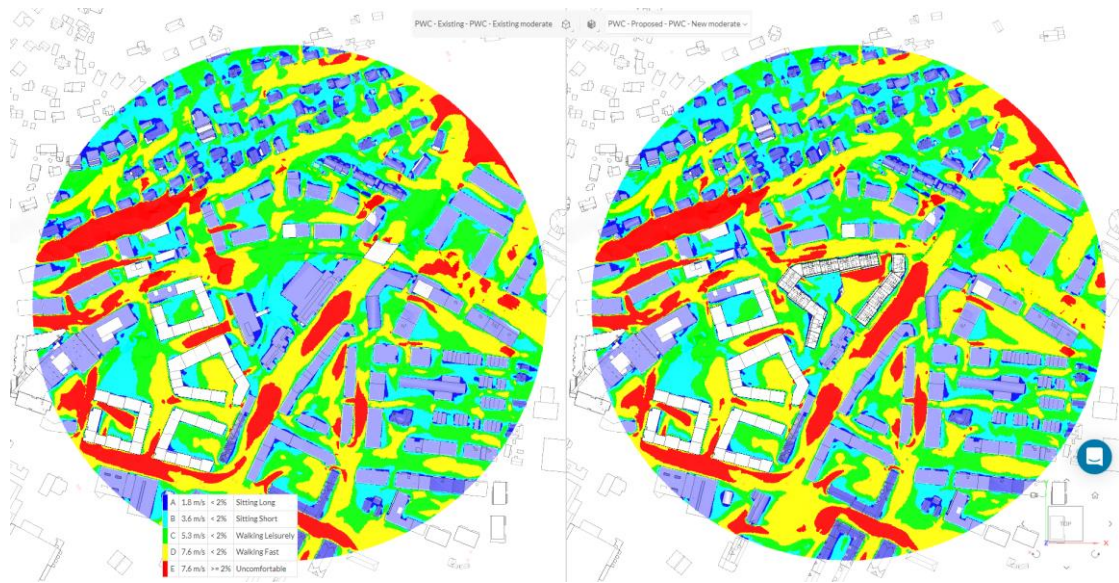 PWC - Existing - PWC - Existing moderate
PWC - Proposed - PWC - New moderate
A 1.8 m/s < 2% Sitting Long
B 3.6 m/s < 2% Sitting Short
C 5.3 m/s < 2% Walking Leisurely
D 7.6 m/s < 2% Walking Fast
E 7.6 m/s >= 2% Uncomfortable
Y
TOP
X